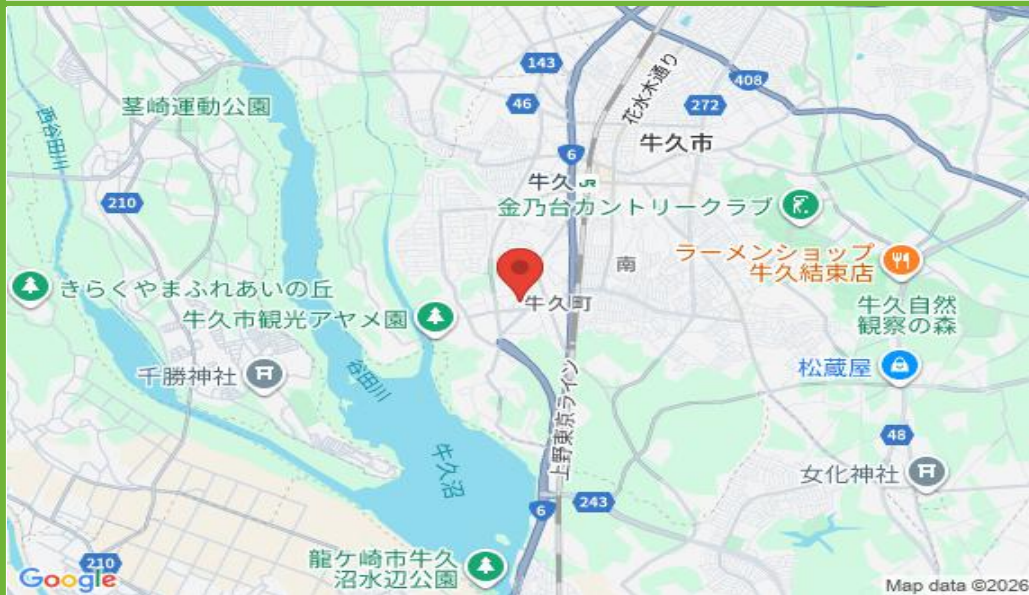 143
408
花水木通り
茎崎運動公園
46
272
西谷田川
牛久市
6
牛久
JR
210
金乃台カントリークラブ
ラーメンショップ
牛久結束店
南
きらくやまふれあいの丘
牛久町
牛久自然
観察の森
牛久市観光アヤメ園
千勝神社
谷田川
松蔵屋
上野東京ライン
48
牛久沼
女化神社
6
243
210
龍ケ崎市牛久
沼水辺公園
Google
Map data ©2026